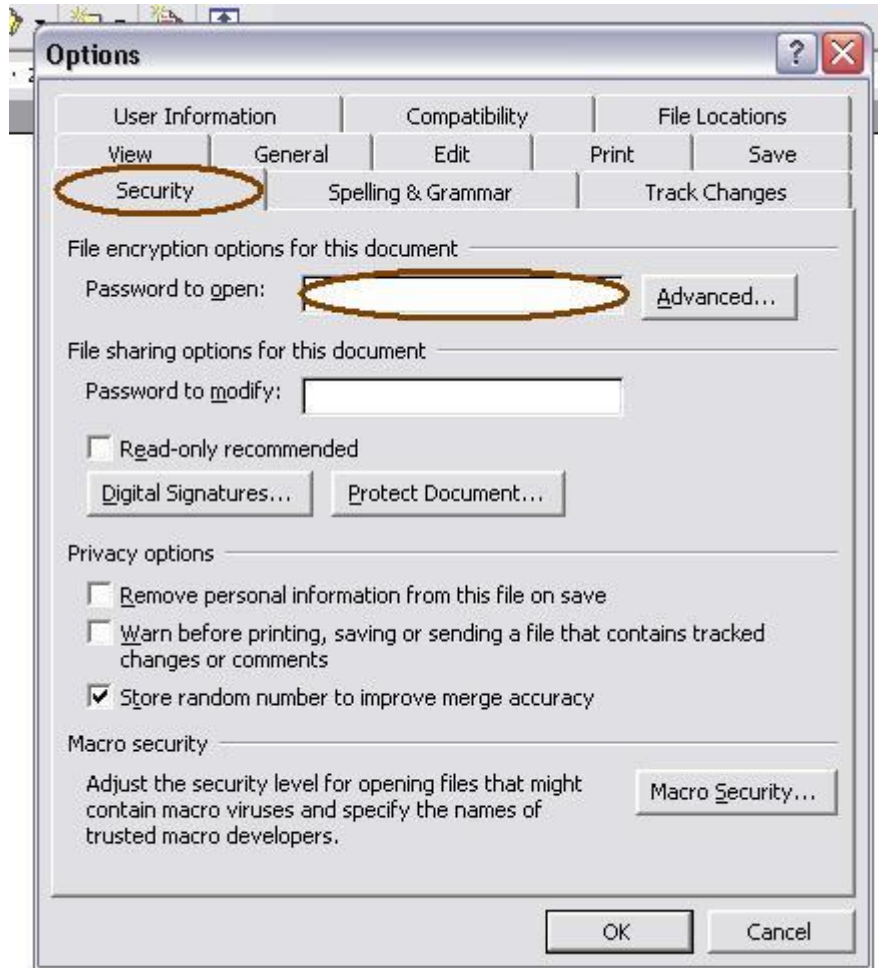 Options
User Information Compatibility File Locations
View General Edit Print Save
Security Spelling & Grammar Track Changes
File encryption options for this document
Password to open: Advanced...
File sharing options for this document
Password to modify:
Read-only recommended
Digital Signatures... Protect Document...
Privacy options
Remove personal information from this file on save
Warn before printing, saving or sending a file that contains tracked
changes or comments
Store random number to improve merge accuracy
Macro security
Adjust the security level for opening files that might
contain macro viruses and specify the names of
trusted macro developers.
Macro Security...
OK Cancel